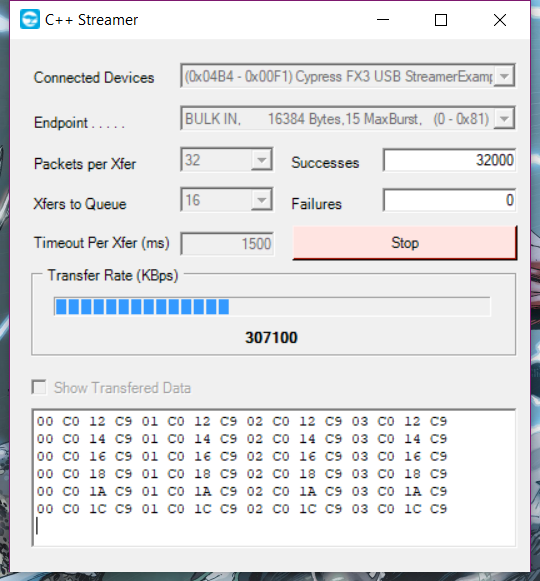 C++ Streamer
Connected Devices (0x04B4 - 0x00F1) Cypress FX3 USB StreamerExamp
Endpoint . . . . . BULK IN, 16384 Bytes,15 MaxBurst, (0 - 0x81)
Packets per Xfer 32 Successes 32000
Xfers to Queue 16 Failures 0
Timeout Per Xfer (ms) 1500 Stop
Transfer Rate (KBps)
307100
Show Transfered Data
00 C0 12 C9 01 C0 12 C9 02 C0 12 C9 03 C0 12 C9
00 C0 14 C9 01 C0 14 C9 02 C0 14 C9 03 C0 14 C9
00 C0 16 C9 01 C0 16 C9 02 C0 16 C9 03 C0 16 C9
00 C0 18 C9 01 C0 18 C9 02 C0 18 C9 03 C0 18 C9
00 C0 1A C9 01 C0 1A C9 02 C0 1A C9 03 C0 1A C9
00 C0 1C C9 01 C0 1C C9 02 C0 1C C9 03 C0 1C C9